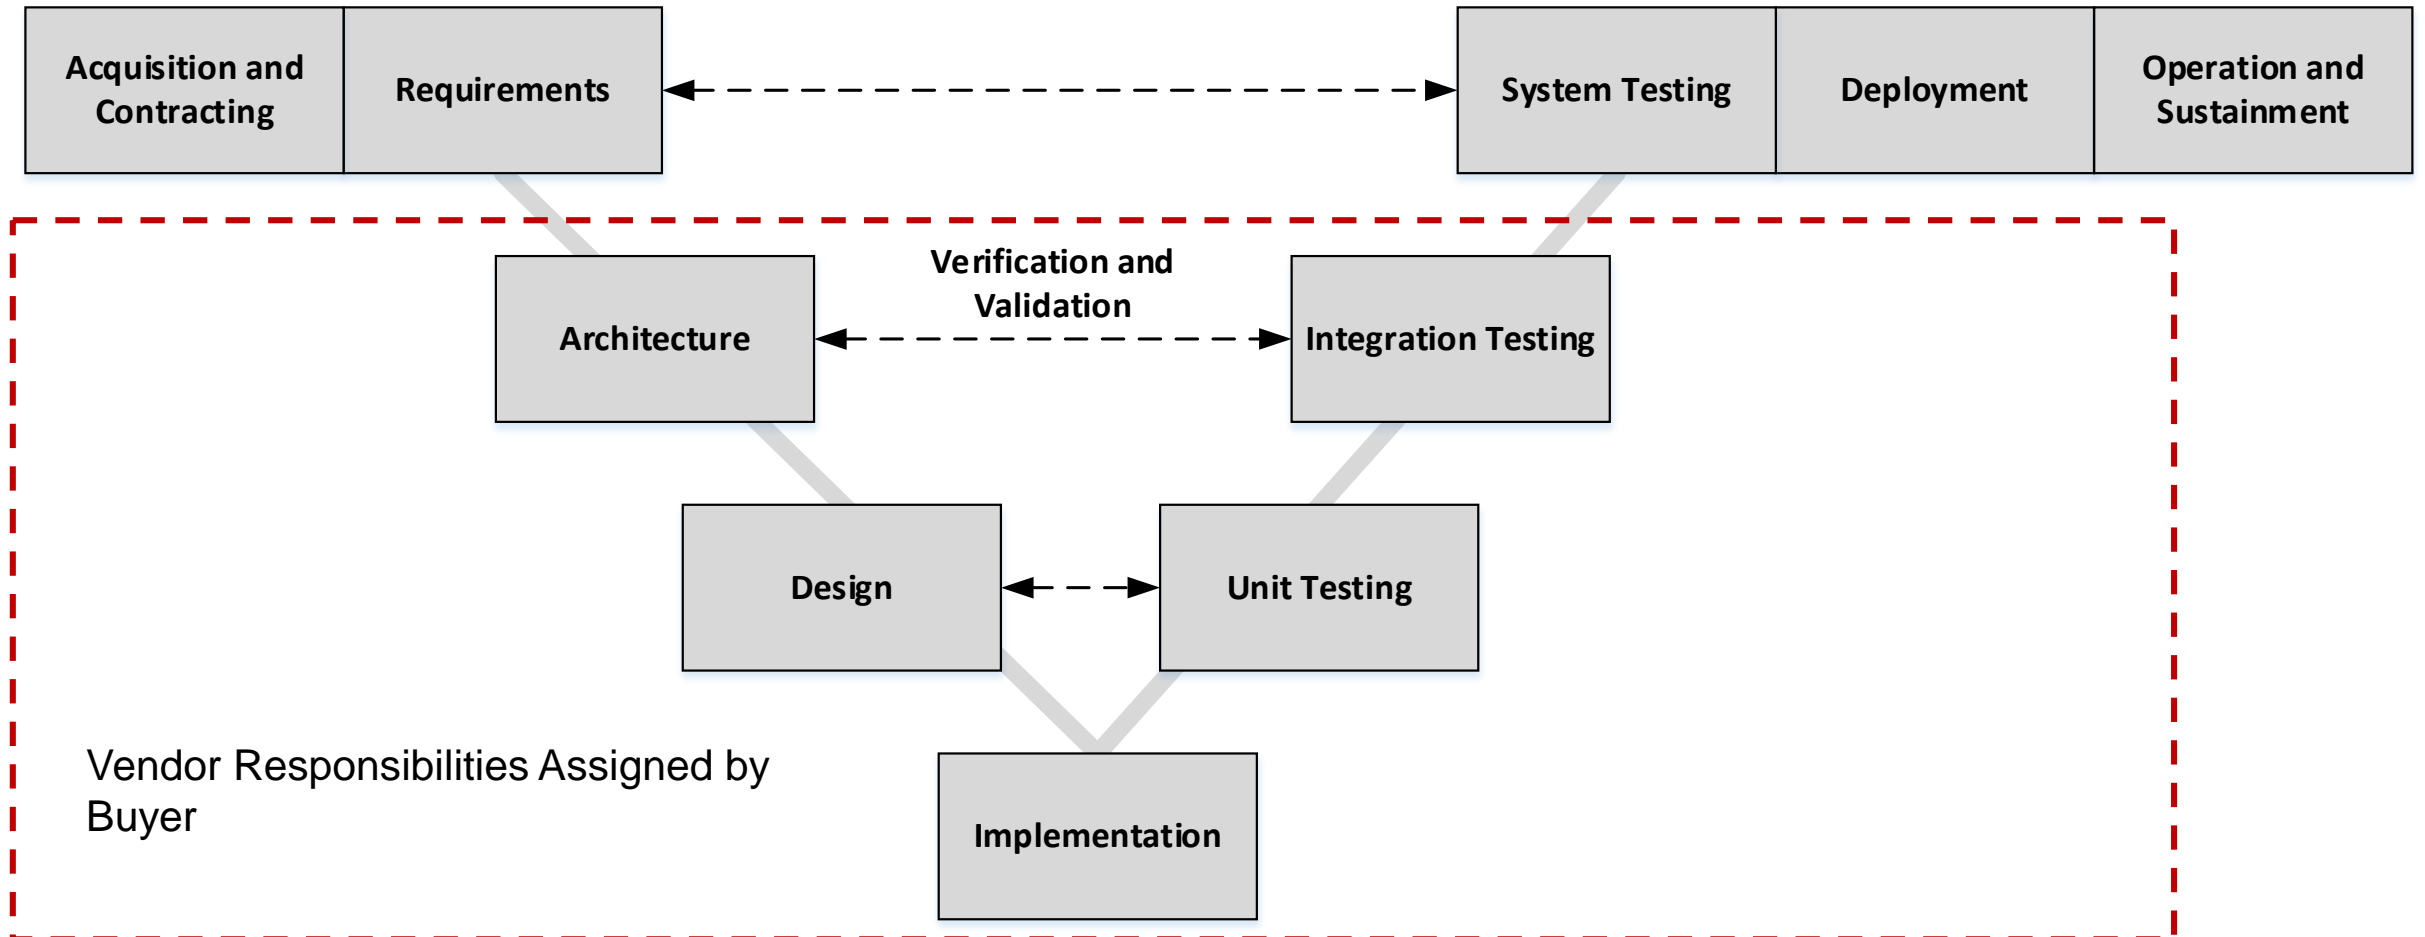 Acquisition and
Contracting
Requirements
System Testing
Deployment
Operation and
Sustainment
Verification and
Validation
Architecture
Integration Testing
Design
Unit Testing
Vendor Responsibilities Assigned by
Buyer
Implementation